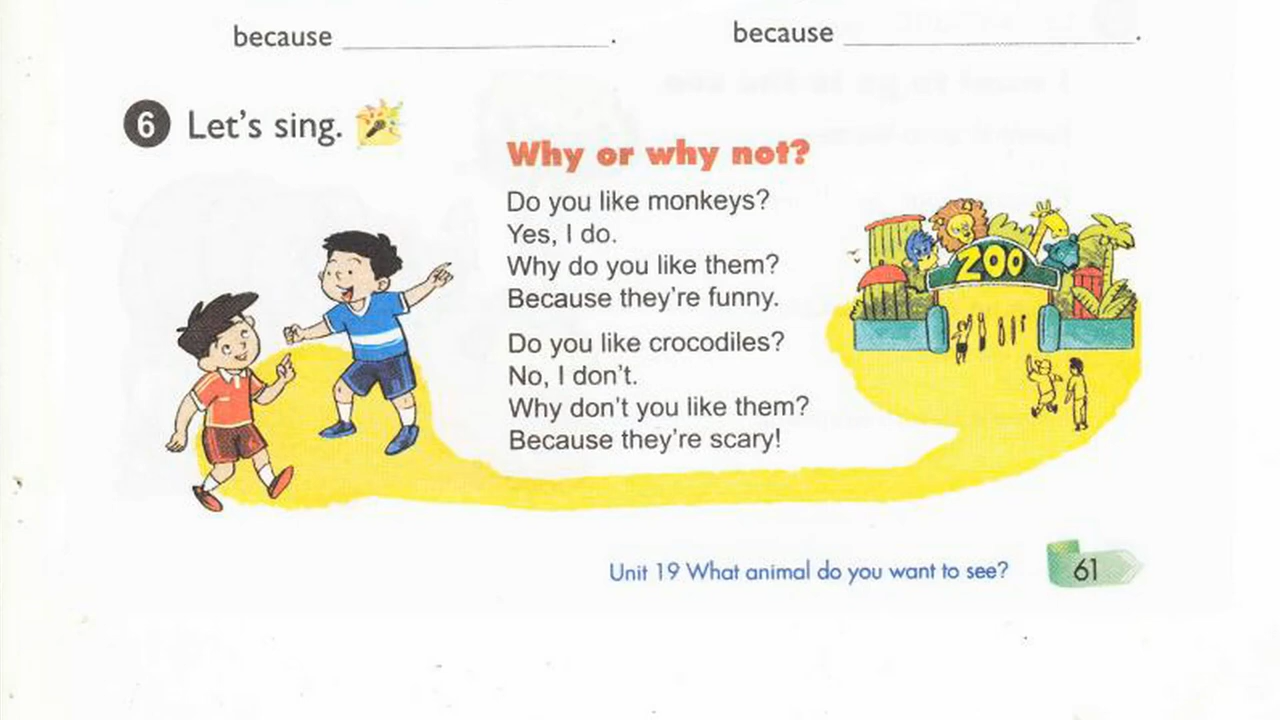 because ________________. because ________________.
6 Let's sing.
Why or why not?
Do you like monkeys?
Yes, I do.
Why do you like them?
Because they're funny.
Do you like crocodiles?
No, I don't.
Why don't you like them?
Because they're scary!
ZOO
Unit 19 What animal do you want to see? 61